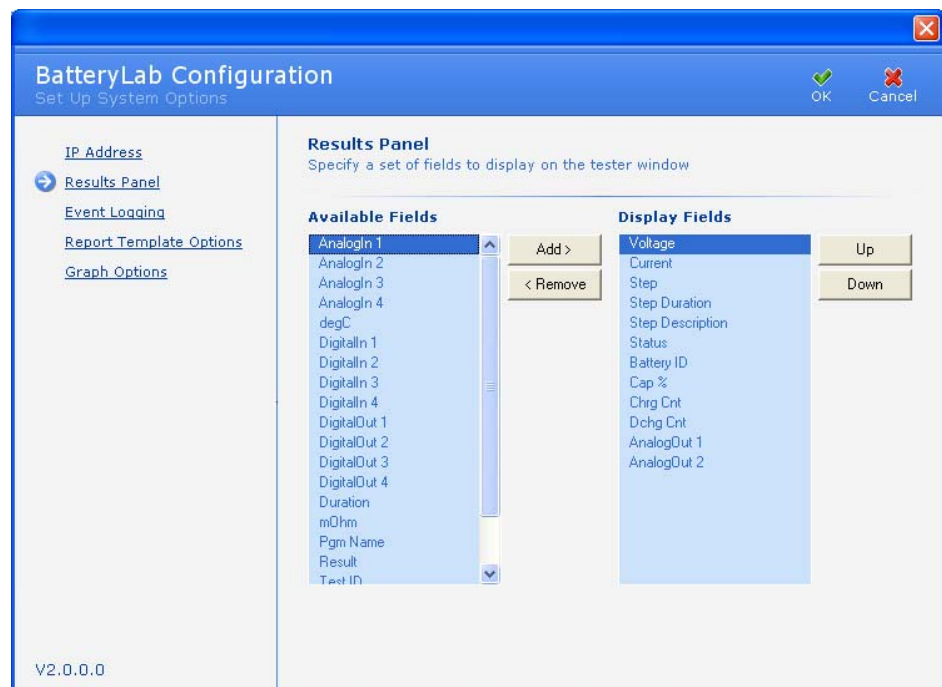 BatteryLab Configuration
Set Up System Options
OK
Cancel
IP Address
Results Panel
Event Logging
Report Template Options
Graph Options
V2.0.0.0
Results Panel
Specify a set of fields to display on the tester window
Available Fields
AnalogIn 1
AnalogIn 2
AnalogIn 3
AnalogIn 4
degC
DigitalIn 1
DigitalIn 2
DigitalIn 3
DigitalIn 4
DigitalOut 1
DigitalOut 2
DigitalOut 3
DigitalOut 4
Duration
mOhm
Pgm Name
Result
Test ID
Add >
< Remove
Display Fields
Voltage
Current
Step
Step Duration
Step Description
Status
Battery ID
Cap %
Chrg Cnt
Dchg Cnt
AnalogOut 1
AnalogOut 2
Up
Down